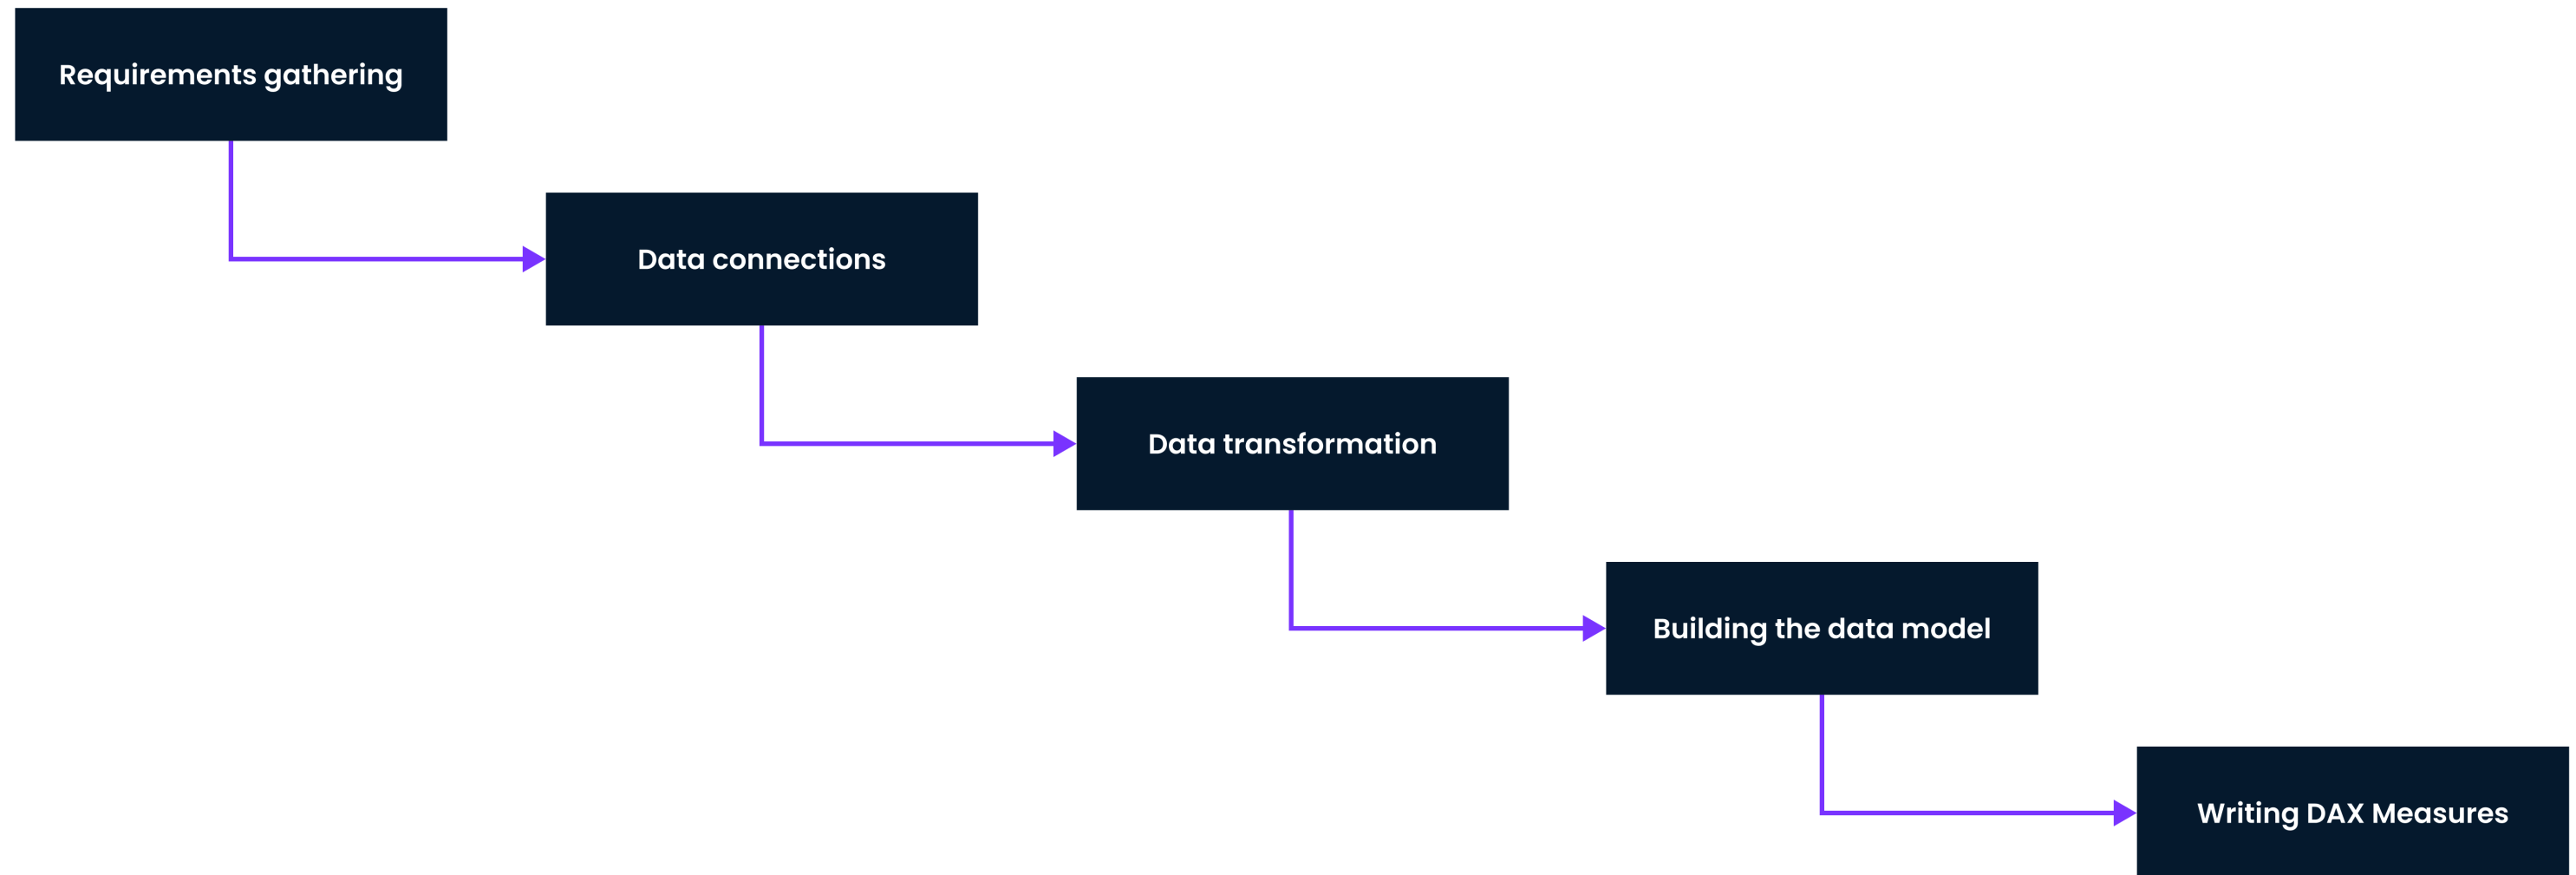 Requirements gathering
Data connections
Data transformation
Building the data model
Writing DAX Measures